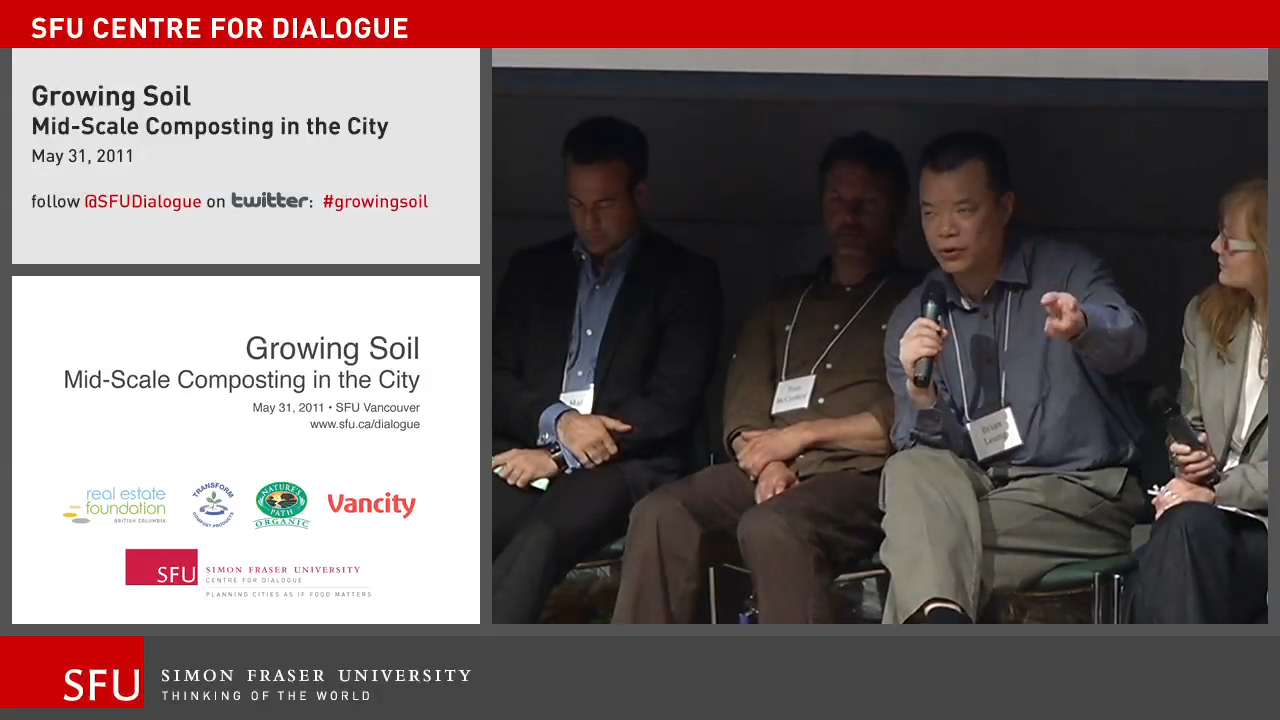 SFU CENTRE FOR DIALOGUE
Growing Soil
Mid-Scale Composting in the City
May 31, 2011
follow @SFUDialogue on twitter: #growingsoil
Growing Soil
Mid-Scale Composting in the City
May 31, 2011 • SFU Vancouver
www.sfu.ca/dialogue
real estate
foundation
BRITISH COLUMBIA
TRANSFORM
COMPOST PRODUCTS
NATURE'S
PATH
ORGANIC
Vancity
SFU
SIMON FRASER UNIVERSITY
CENTRE FOR DIALOGUE
PLANNING CITIES AS IF FOOD MATTERS
Brian
Leung
SFU
SIMON FRASER UNIVERSITY
THINKING OF THE WORLD